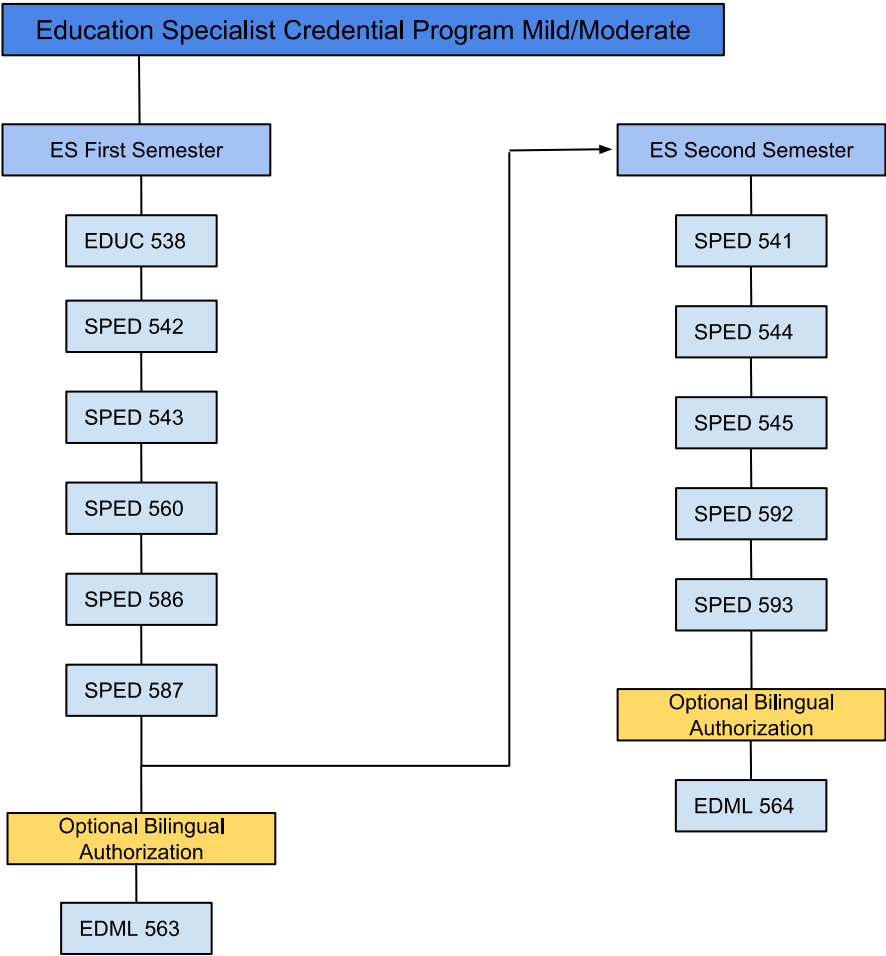 Education Specialist Credential Program Mild/Moderate
ES First Semester
EDUC 538
SPED 542
SPED 543
SPED 560
SPED 586
SPED 587
Optional Bilingual
Authorization
EDML 563
ES Second Semester
SPED 541
SPED 544
SPED 545
SPED 592
SPED 593
Optional Bilingual
Authorization
EDML 564